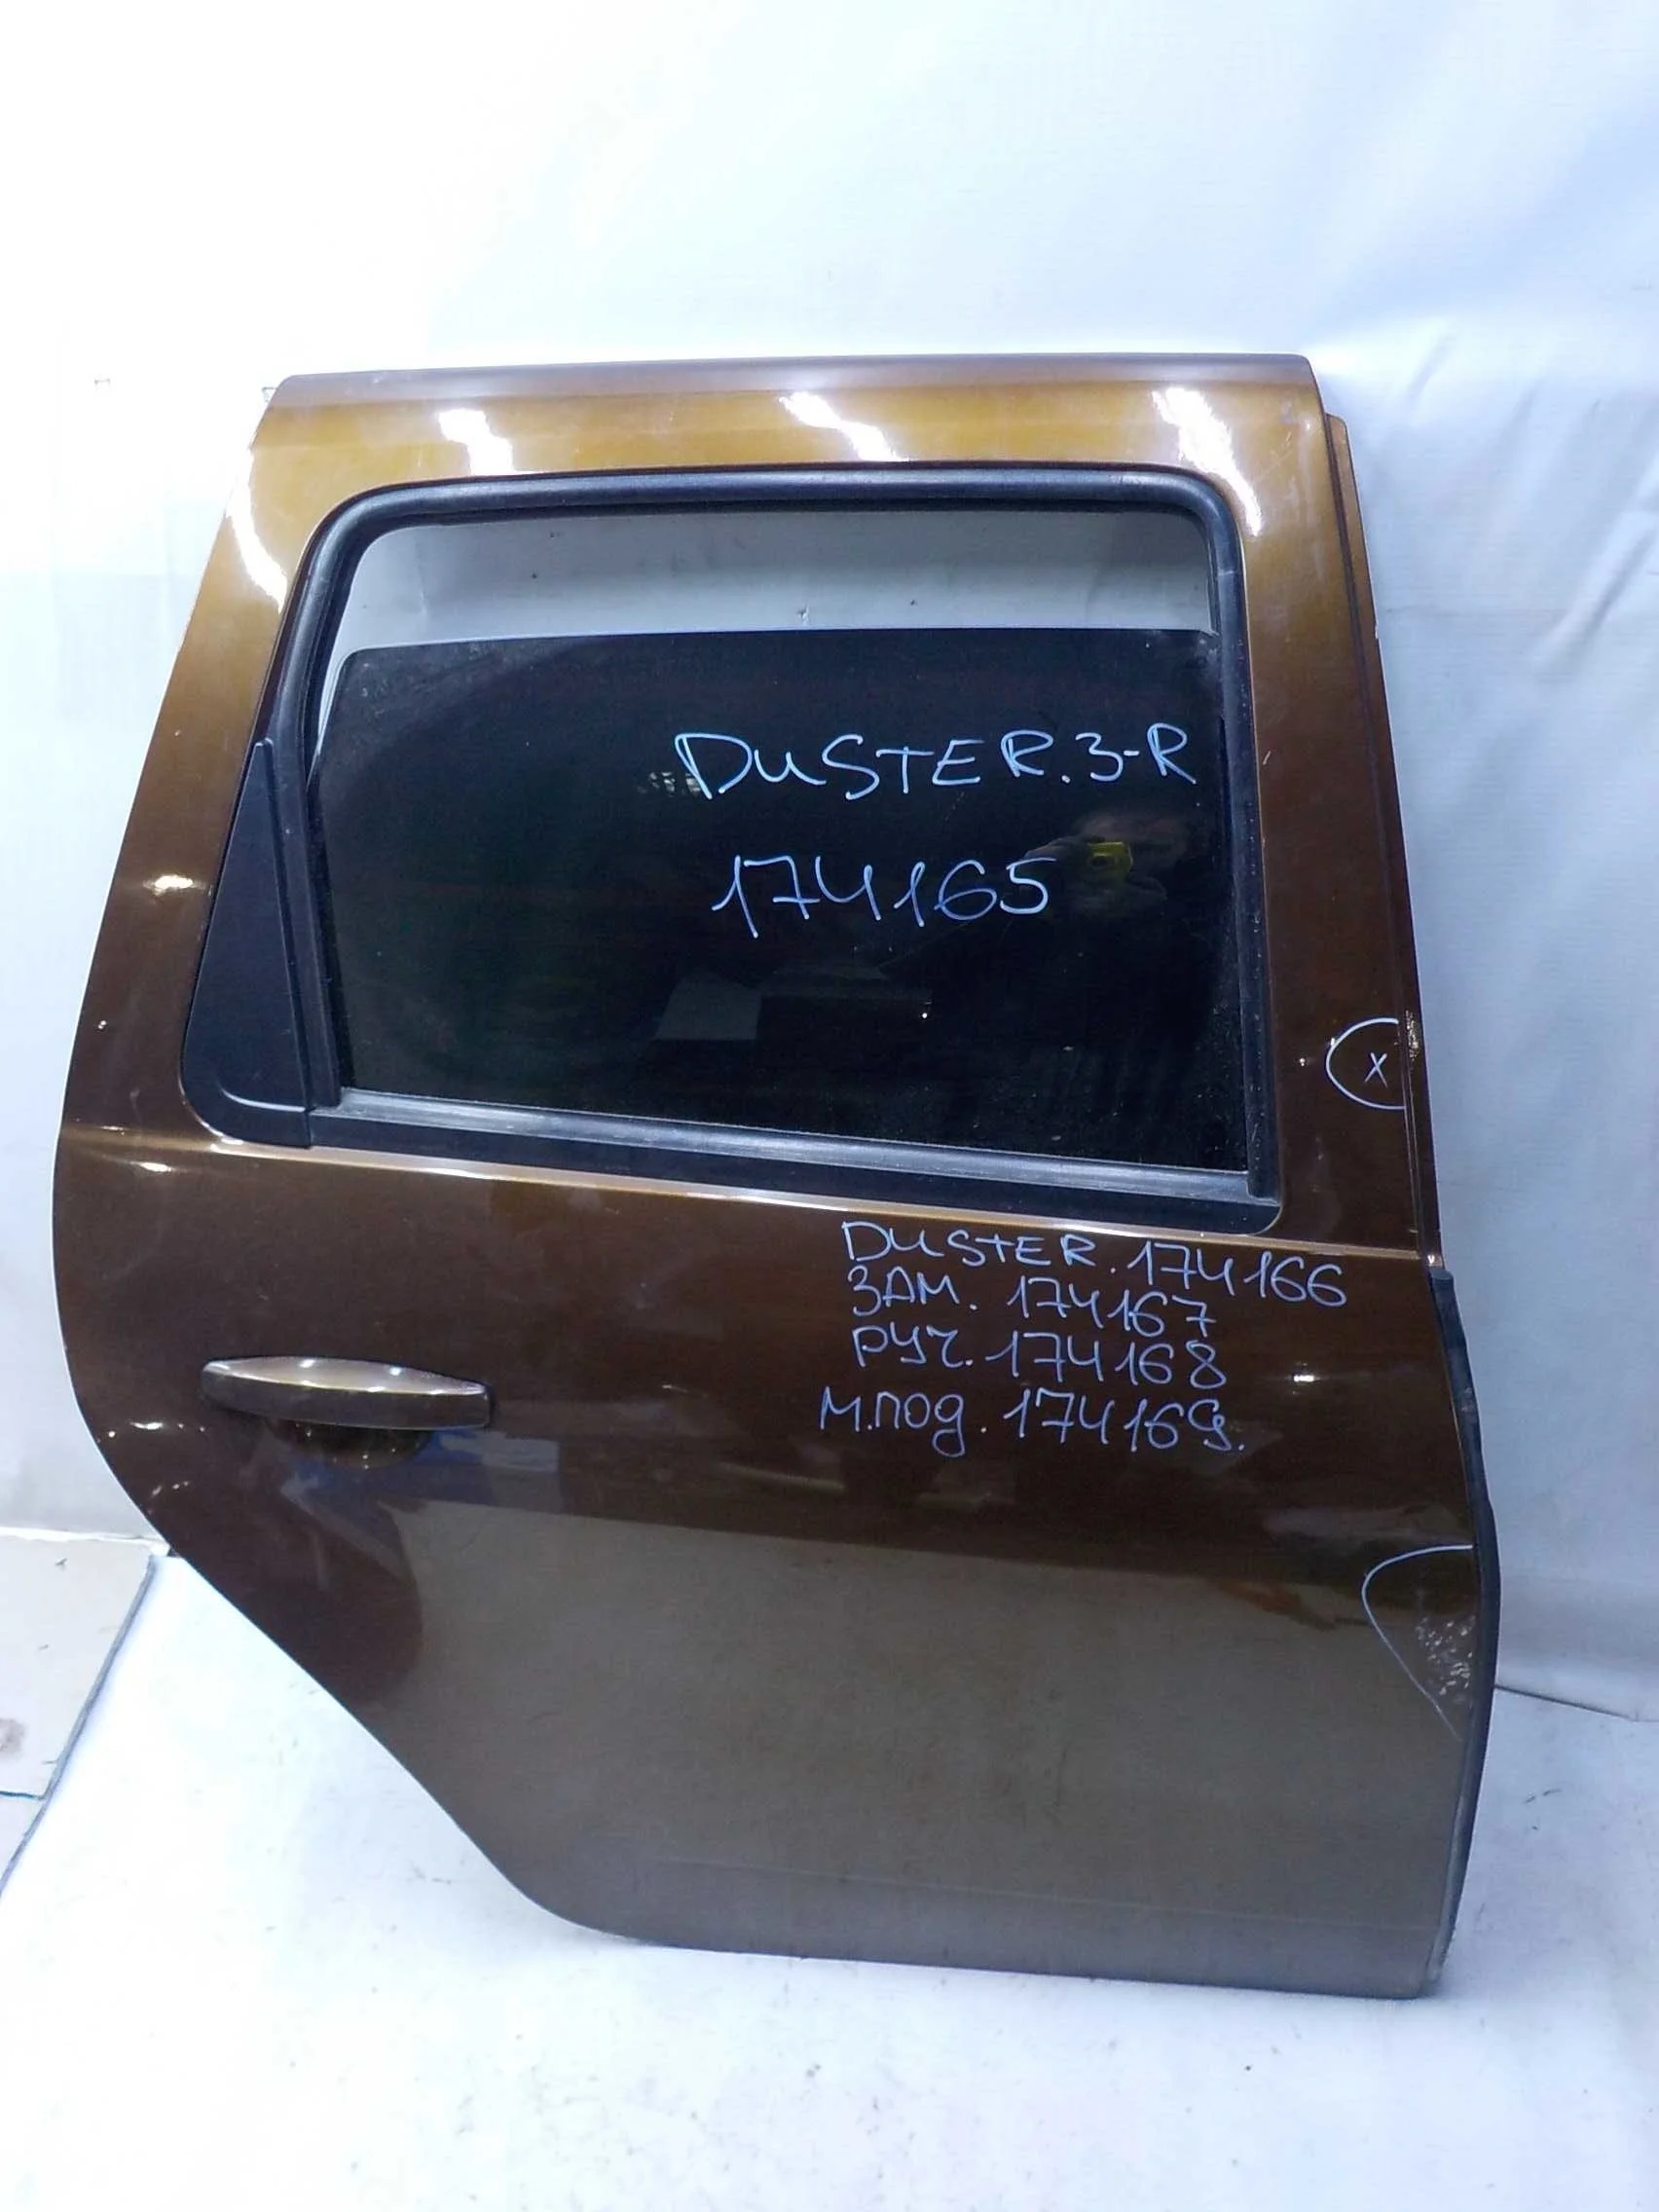 DUSTER.3-R
174165
X
DUSTER.174166
ЗАМ. 174167
РУЧ. 174168
М.ПОД. 174169.